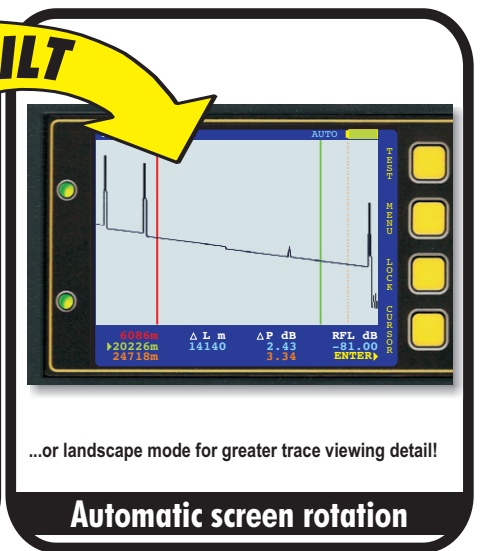 ILT
AUTO
TEST
MENU
LOCK
CURSOR
6086m Δ L m ΔP dB RFL dB
20226m 14140 2.43 -81.00
24718m 3.34 ENTER
...or landscape mode for greater trace viewing detail!
Automatic screen rotation